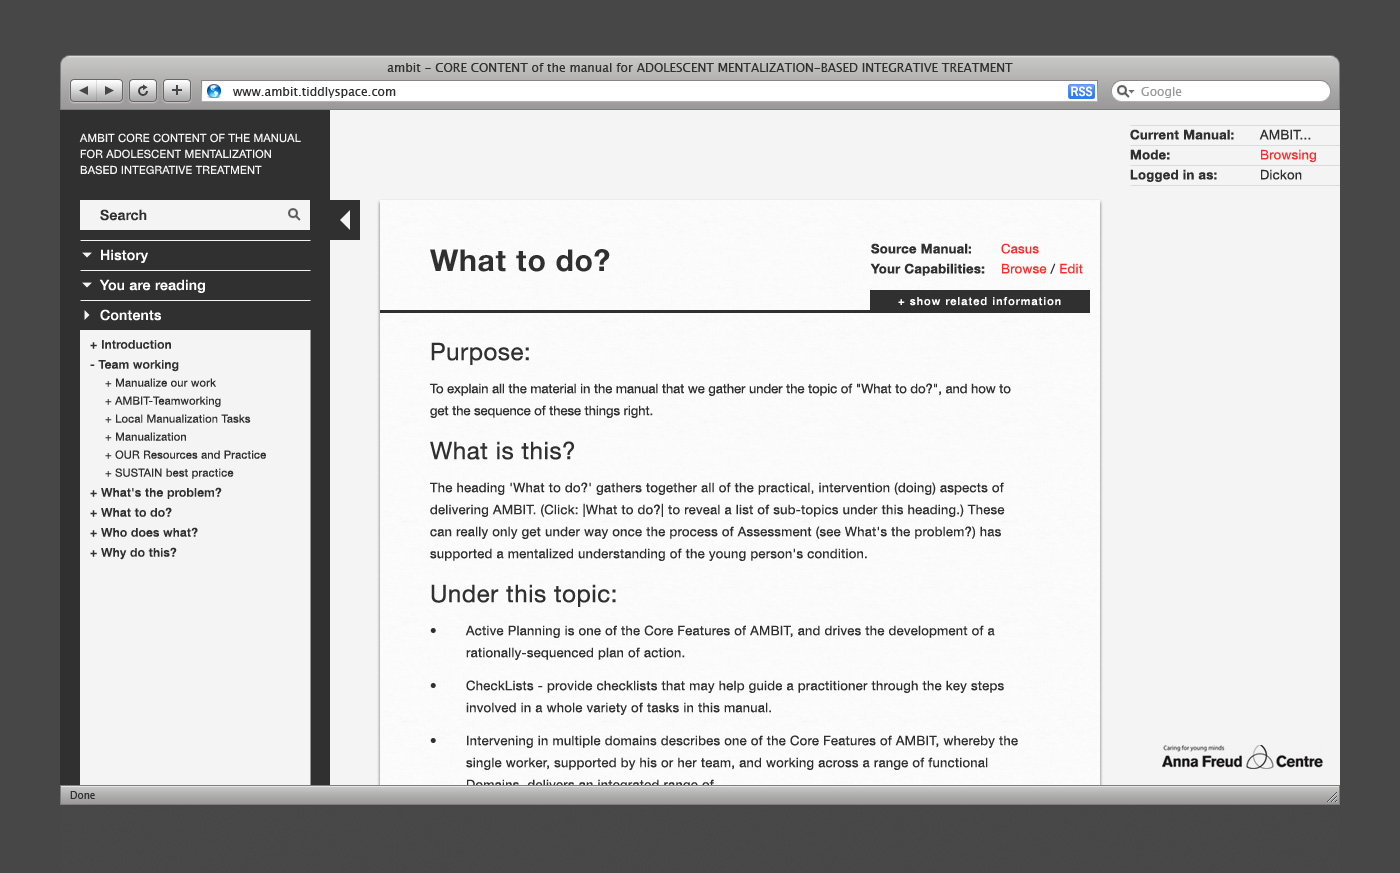 ambit – CORE CONTENT of the manual for ADOLESCENT MENTALIZATION-BASED INTEGRATIVE TREATMENT
www.ambit.tiddlyspace.com
RSS
Google
AMBIT CORE CONTENT OF THE MANUAL
FOR ADOLESCENT MENTALIZATION
BASED INTEGRATIVE TREATMENT
Search
History
You are reading
Contents
+ Introduction
- Team working
+ Manualize our work
+ AMBIT-Teamworking
+ Local Manualization Tasks
+ Manualization
+ OUR Resources and Practice
+ SUSTAIN best practice
+ What's the problem?
+ What to do?
+ Who does what?
+ Why do this?
Current Manual: AMBIT...
Mode: Browsing
Logged in as: Dickon
What to do?
Source Manual: Casus
Your Capabilities: Browse / Edit
+ show related information
Purpose:
To explain all the material in the manual that we gather under the topic of "What to do?", and how to
get the sequence of these things right.
What is this?
The heading 'What to do?' gathers together all of the practical, intervention (doing) aspects of
delivering AMBIT. (Click: |What to do?| to reveal a list of sub-topics under this heading.) These
can really only get under way once the process of Assessment (see What's the problem?) has
supported a mentalized understanding of the young person's condition.
Under this topic:
• Active Planning is one of the Core Features of AMBIT, and drives the development of a
rationally-sequenced plan of action.
• CheckLists - provide checklists that may help guide a practitioner through the key steps
involved in a whole variety of tasks in this manual.
• Intervening in multiple domains describes one of the Core Features of AMBIT, whereby the
single worker, supported by his or her team, and working across a range of functional
Domains, delivers an integrated range of
Caring for young minds
Anna Freud Centre
Done